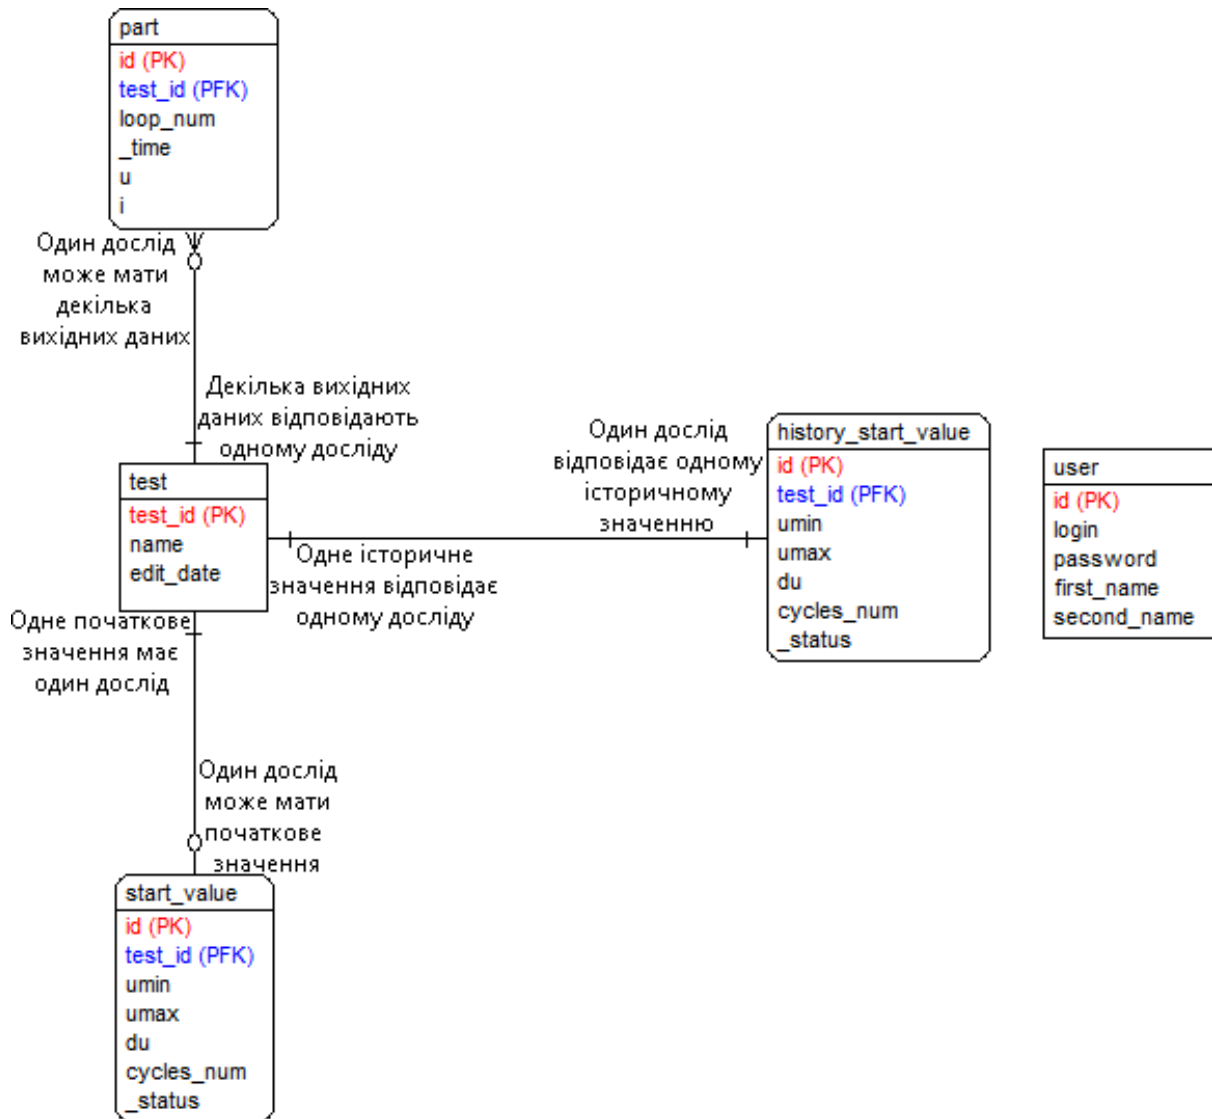 part
id (PK)
test_id (PFK)
loop_num
_time
u
i
Один дослід
може мати
декілька
вихідних даних
Декілька вихідних
даних відповідають
одному досліду
test
test_id (PK)
name
edit_date
Одне історичне
значення відповідає
одному досліду
Один дослід
відповідає одному
історичному
значенню
history_start_value
id (PK)
test_id (PFK)
umin
umax
du
cycles_num
_status
user
id (PK)
login
password
first_name
second_name
Одне початкове
значення має
один дослід
Один дослід
може мати
початкове
значення
start_value
id (PK)
test_id (PFK)
umin
umax
du
cycles_num
_status